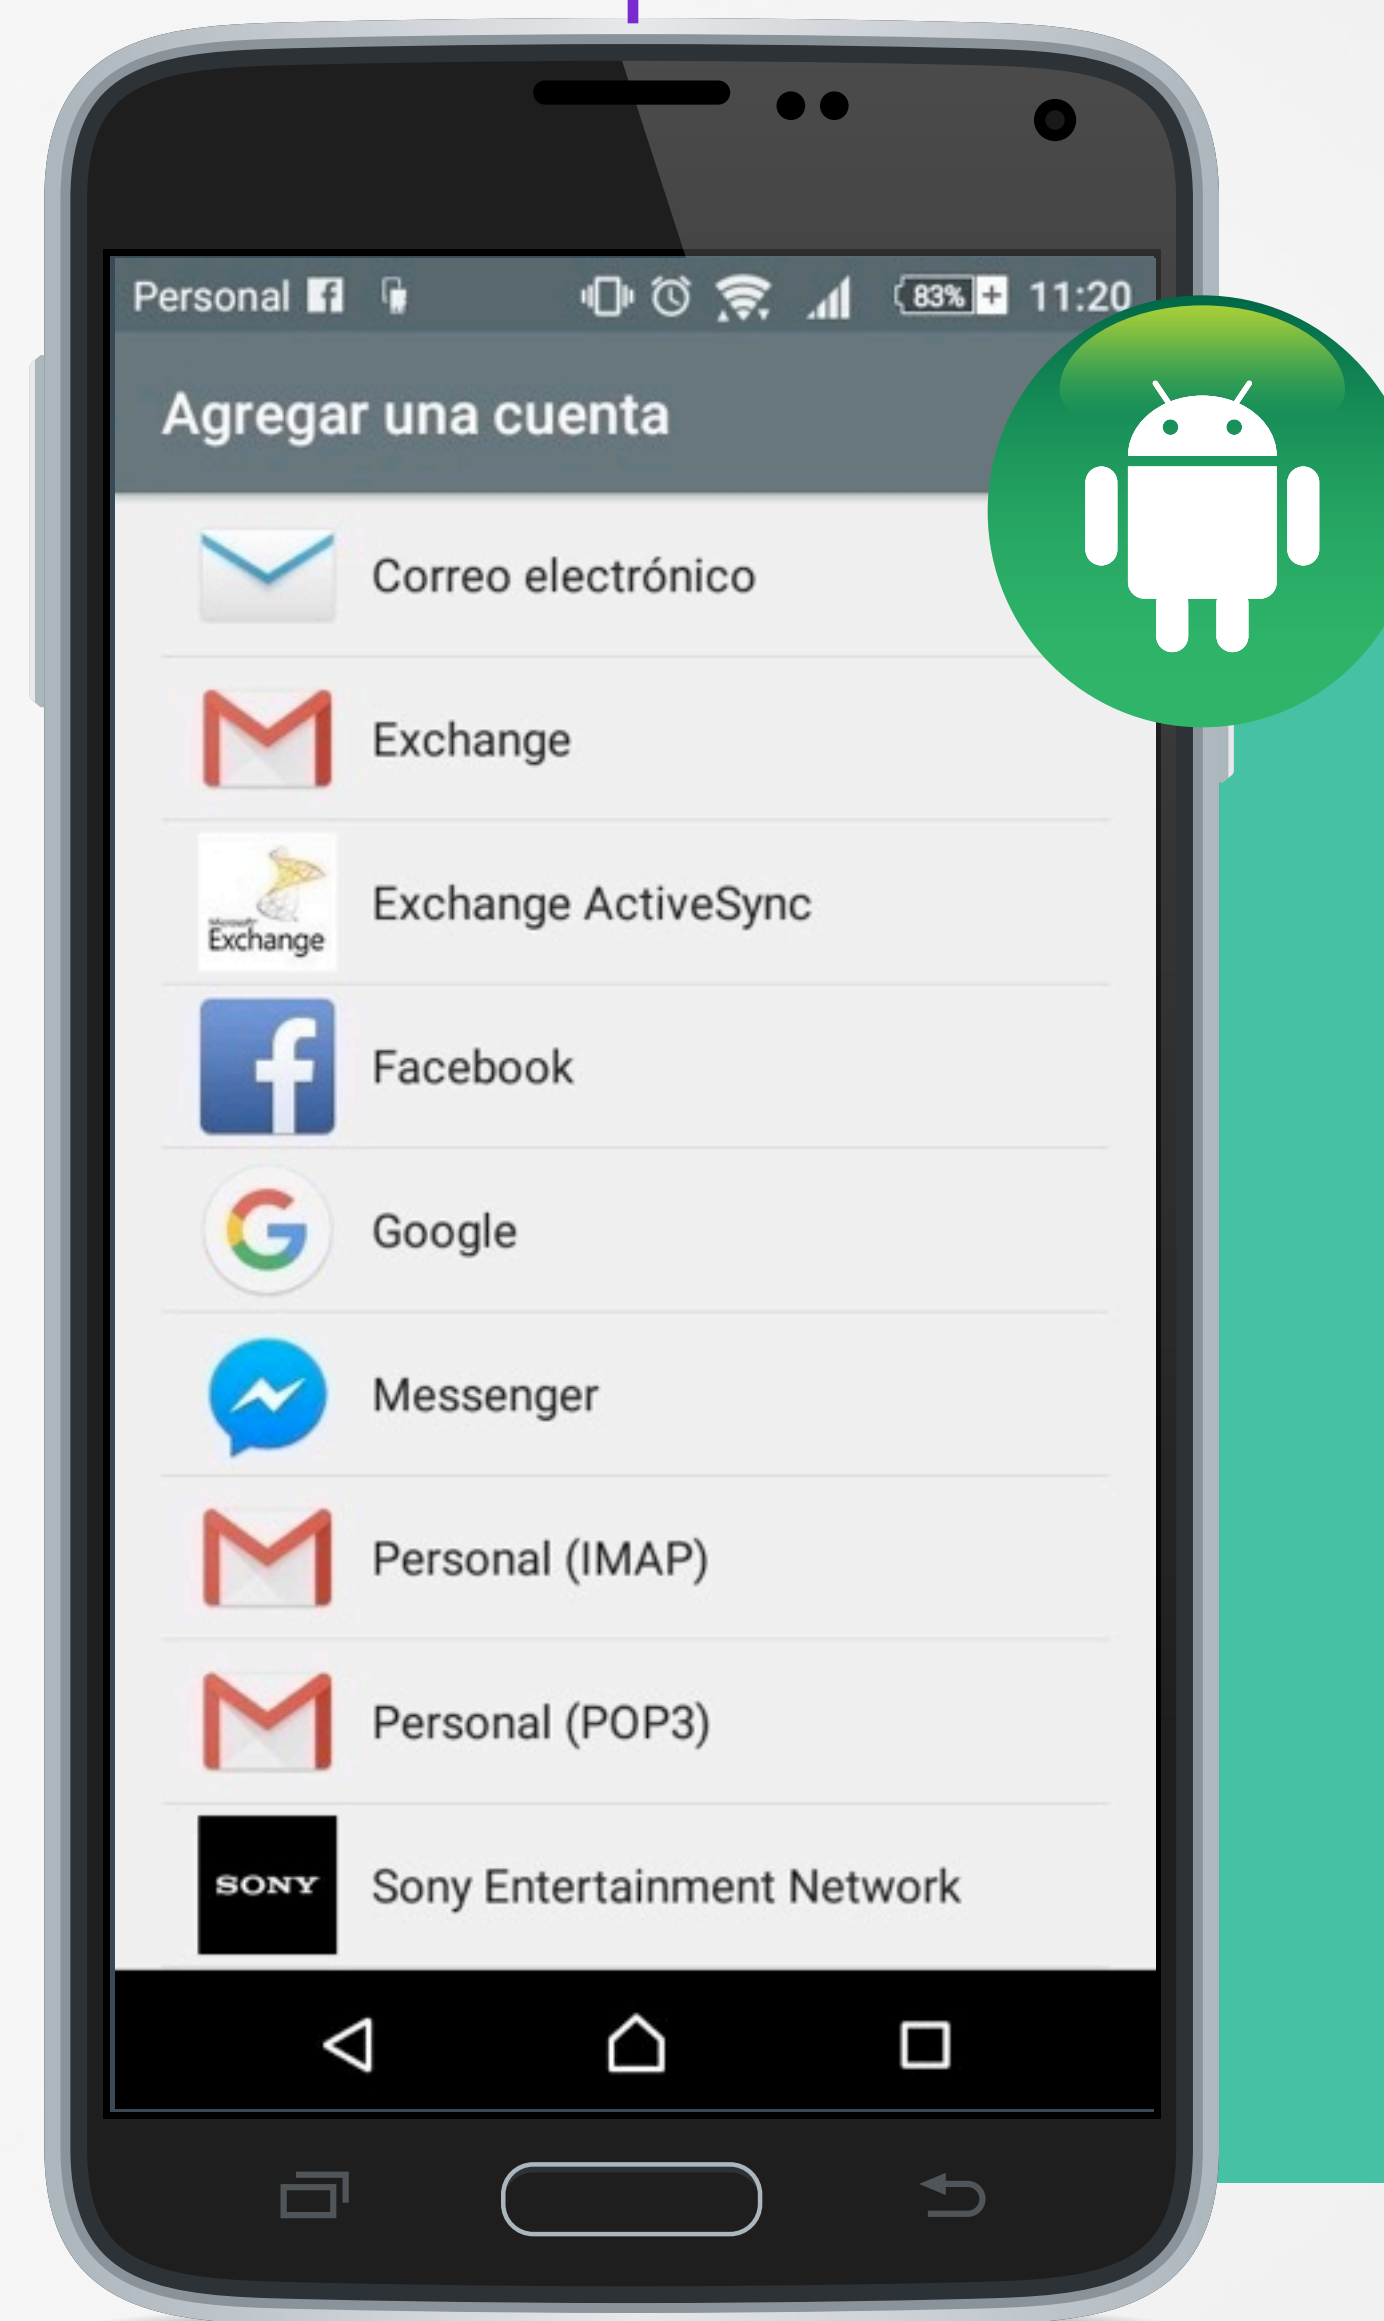 Personal 83% 11:20
Agregar una cuenta
Correo electrónico
Exchange
Microsoft
Exchange
Exchange ActiveSync
Facebook
Google
Messenger
Personal (IMAP)
Personal (POP3)
SONY
Sony Entertainment Network